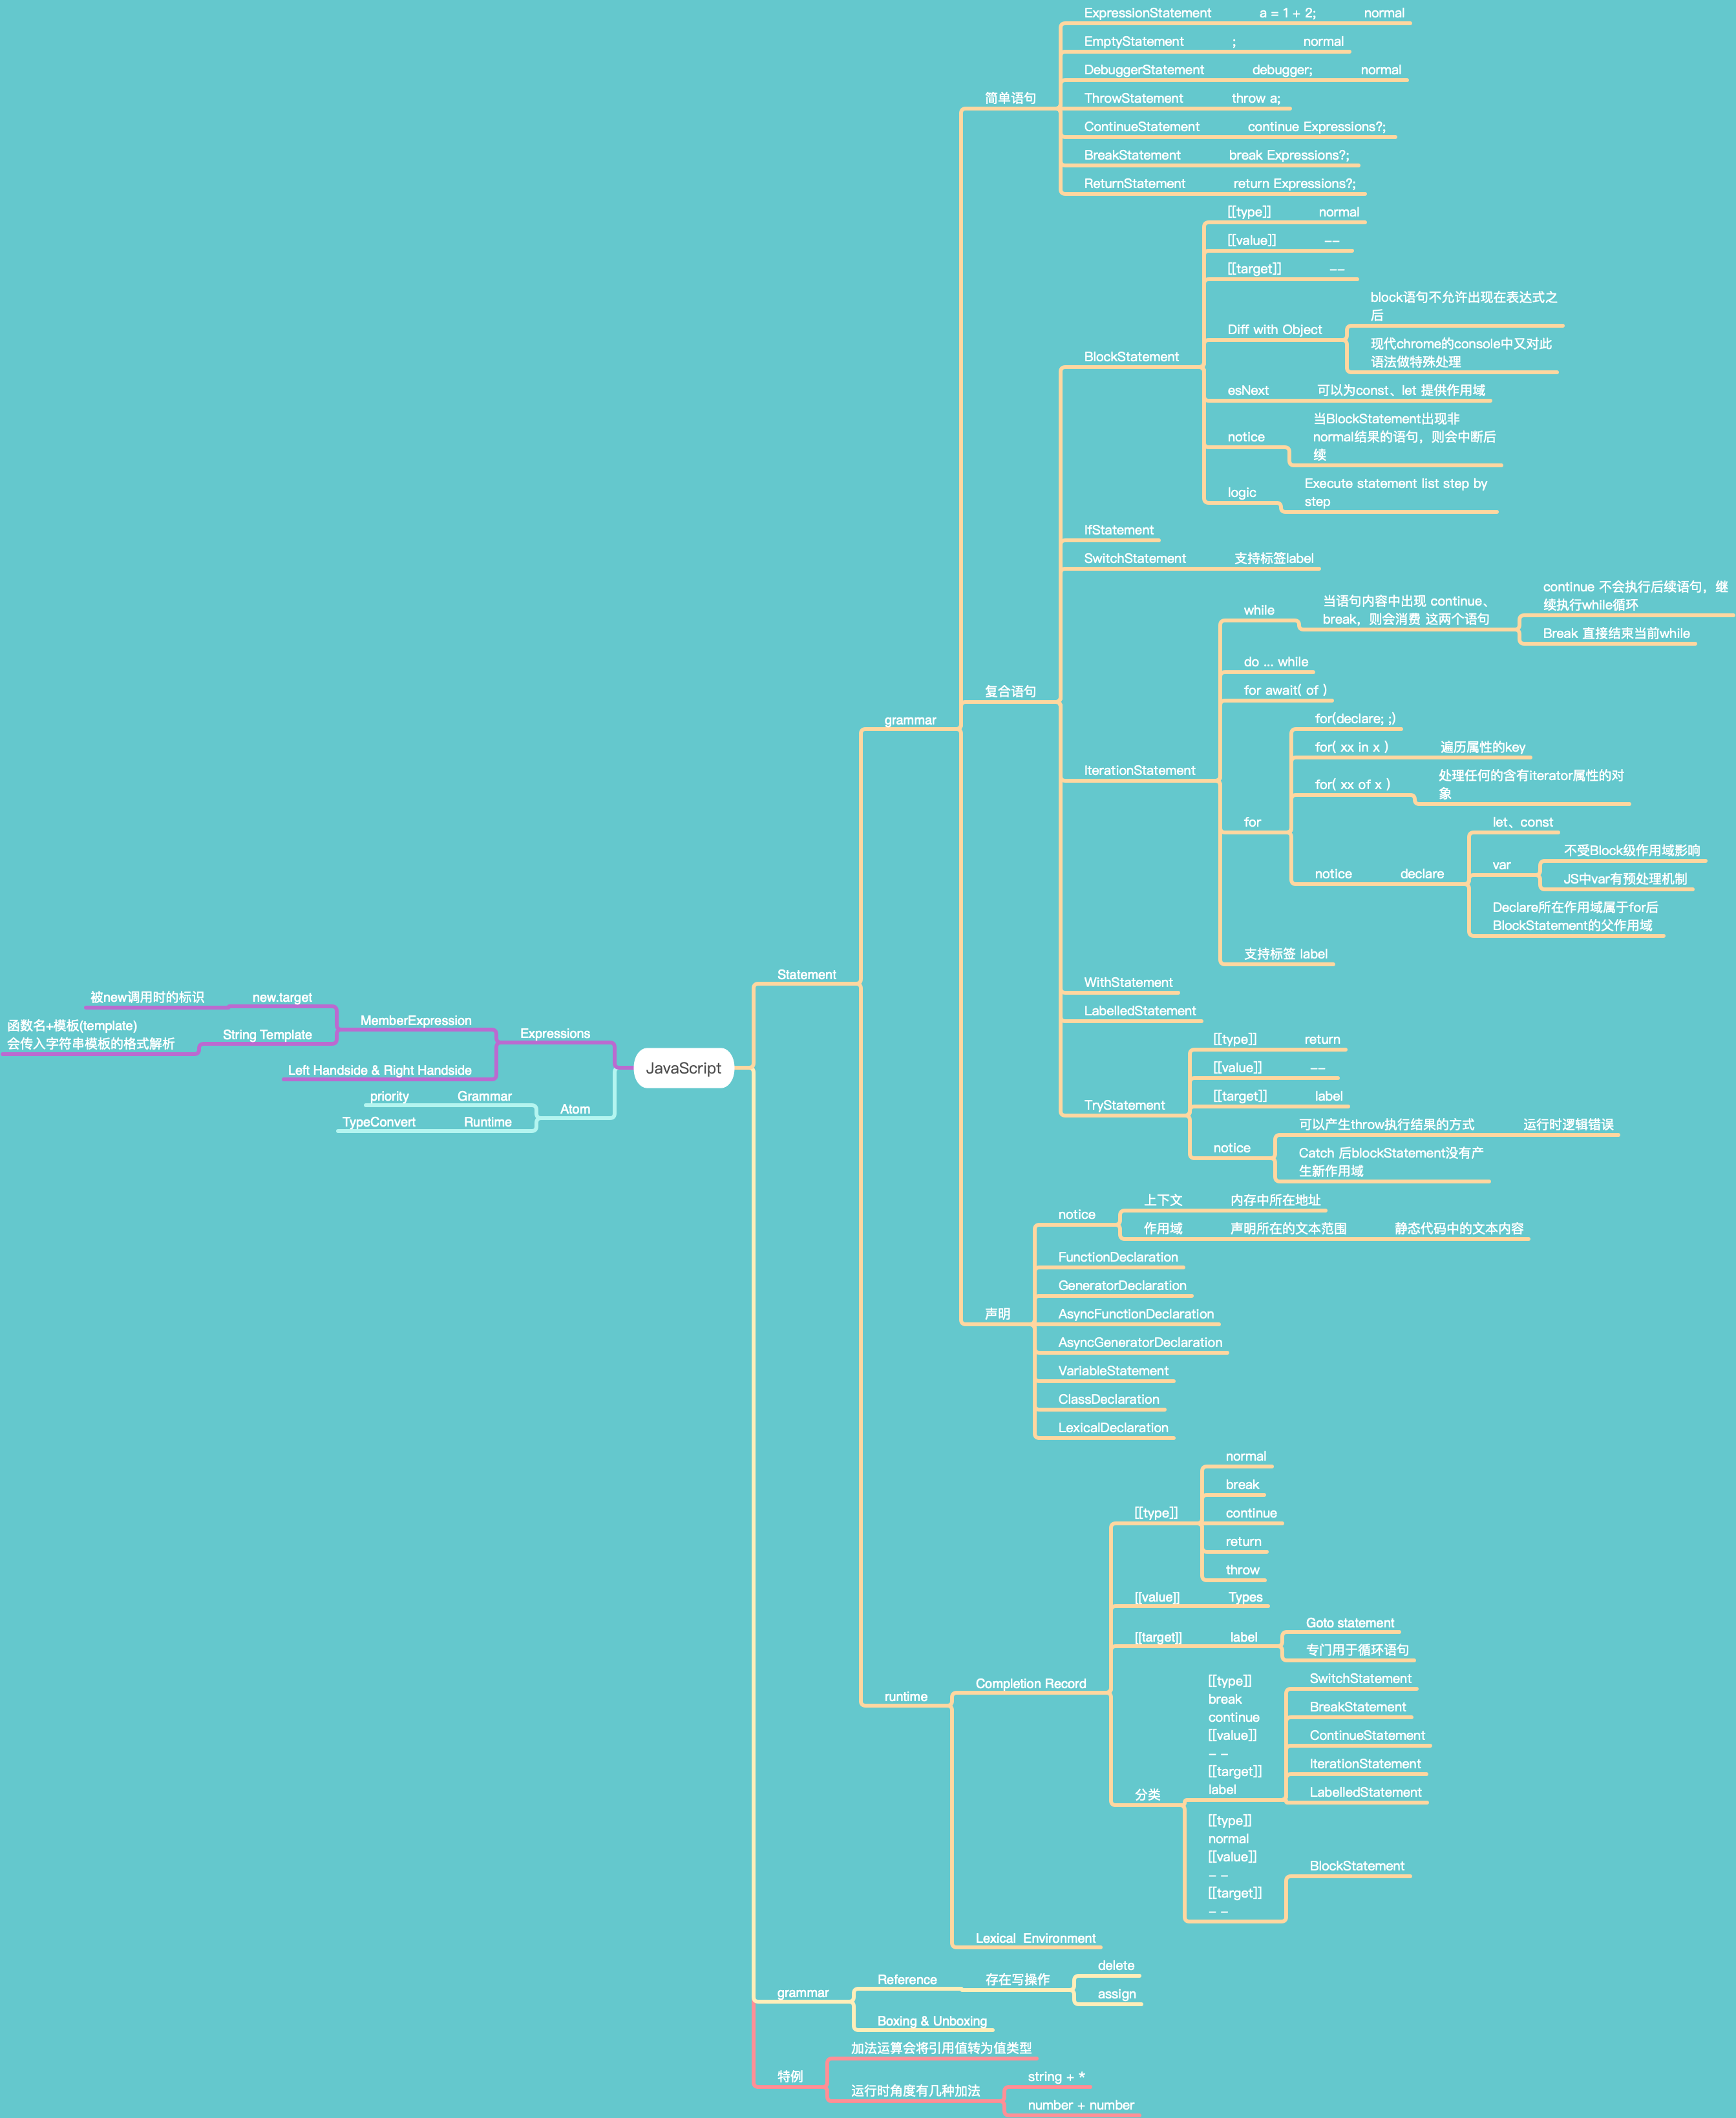 JavaScript
Expressions
MemberExpression
new.target
被new调用时的标识
String Template
函数名+模板(template)
会传入字符串模板的格式解析
Left Handside & Right Handside
Atom
Grammar
priority
Runtime
TypeConvert
Statement
grammar
简单语句
ExpressionStatement
a = 1 + 2;
normal
EmptyStatement
;
normal
DebuggerStatement
debugger;
normal
ThrowStatement
throw a;
ContinueStatement
continue Expressions?;
BreakStatement
break Expressions?;
ReturnStatement
return Expressions?;
复合语句
BlockStatement
[[type]]
normal
[[value]]
--
[[target]]
--
Diff with Object
block语句不允许出现在表达式之
后
现代chrome的console中又对此
语法做特殊处理
esNext
可以为const、let 提供作用域
notice
当BlockStatement出现非
normal结果的语句，则会中断后
续
logic
Execute statement list step by
step
IfStatement
SwitchStatement
支持标签label
IterationStatement
while
当语句内容中出现 continue、
break，则会消费 这两个语句
continue 不会执行后续语句，继
续执行while循环
Break 直接结束当前while
do ... while
for await( of )
for
for(declare; ;)
for( xx in x )
遍历属性的key
for( xx of x )
处理任何的含有iterator属性的对
象
notice
declare
let、const
var
不受Block级作用域影响
JS中var有预处理机制
Declare所在作用域属于for后
BlockStatement的父作用域
支持标签 label
WithStatement
LabelledStatement
TryStatement
[[type]]
return
[[value]]
--
[[target]]
label
notice
可以产生throw执行结果的方式
运行时逻辑错误
Catch 后blockStatement没有产
生新作用域
声明
notice
上下文
内存中所在地址
作用域
声明所在的文本范围
静态代码中的文本内容
FunctionDeclaration
GeneratorDeclaration
AsyncFunctionDeclaration
AsyncGeneratorDeclaration
VariableStatement
ClassDeclaration
LexicalDeclaration
runtime
Completion Record
[[type]]
normal
break
continue
return
throw
[[value]]
Types
[[target]]
label
Goto statement
专门用于循环语句
分类
[[type]]
break
continue
[[value]]
- -
[[target]]
label
SwitchStatement
BreakStatement
ContinueStatement
IterationStatement
LabelledStatement
[[type]]
normal
[[value]]
- -
[[target]]
- -
BlockStatement
Lexical Environment
grammar
Reference
存在写操作
delete
assign
Boxing & Unboxing
特例
加法运算会将引用值转为值类型
运行时角度有几种加法
string + *
number + number